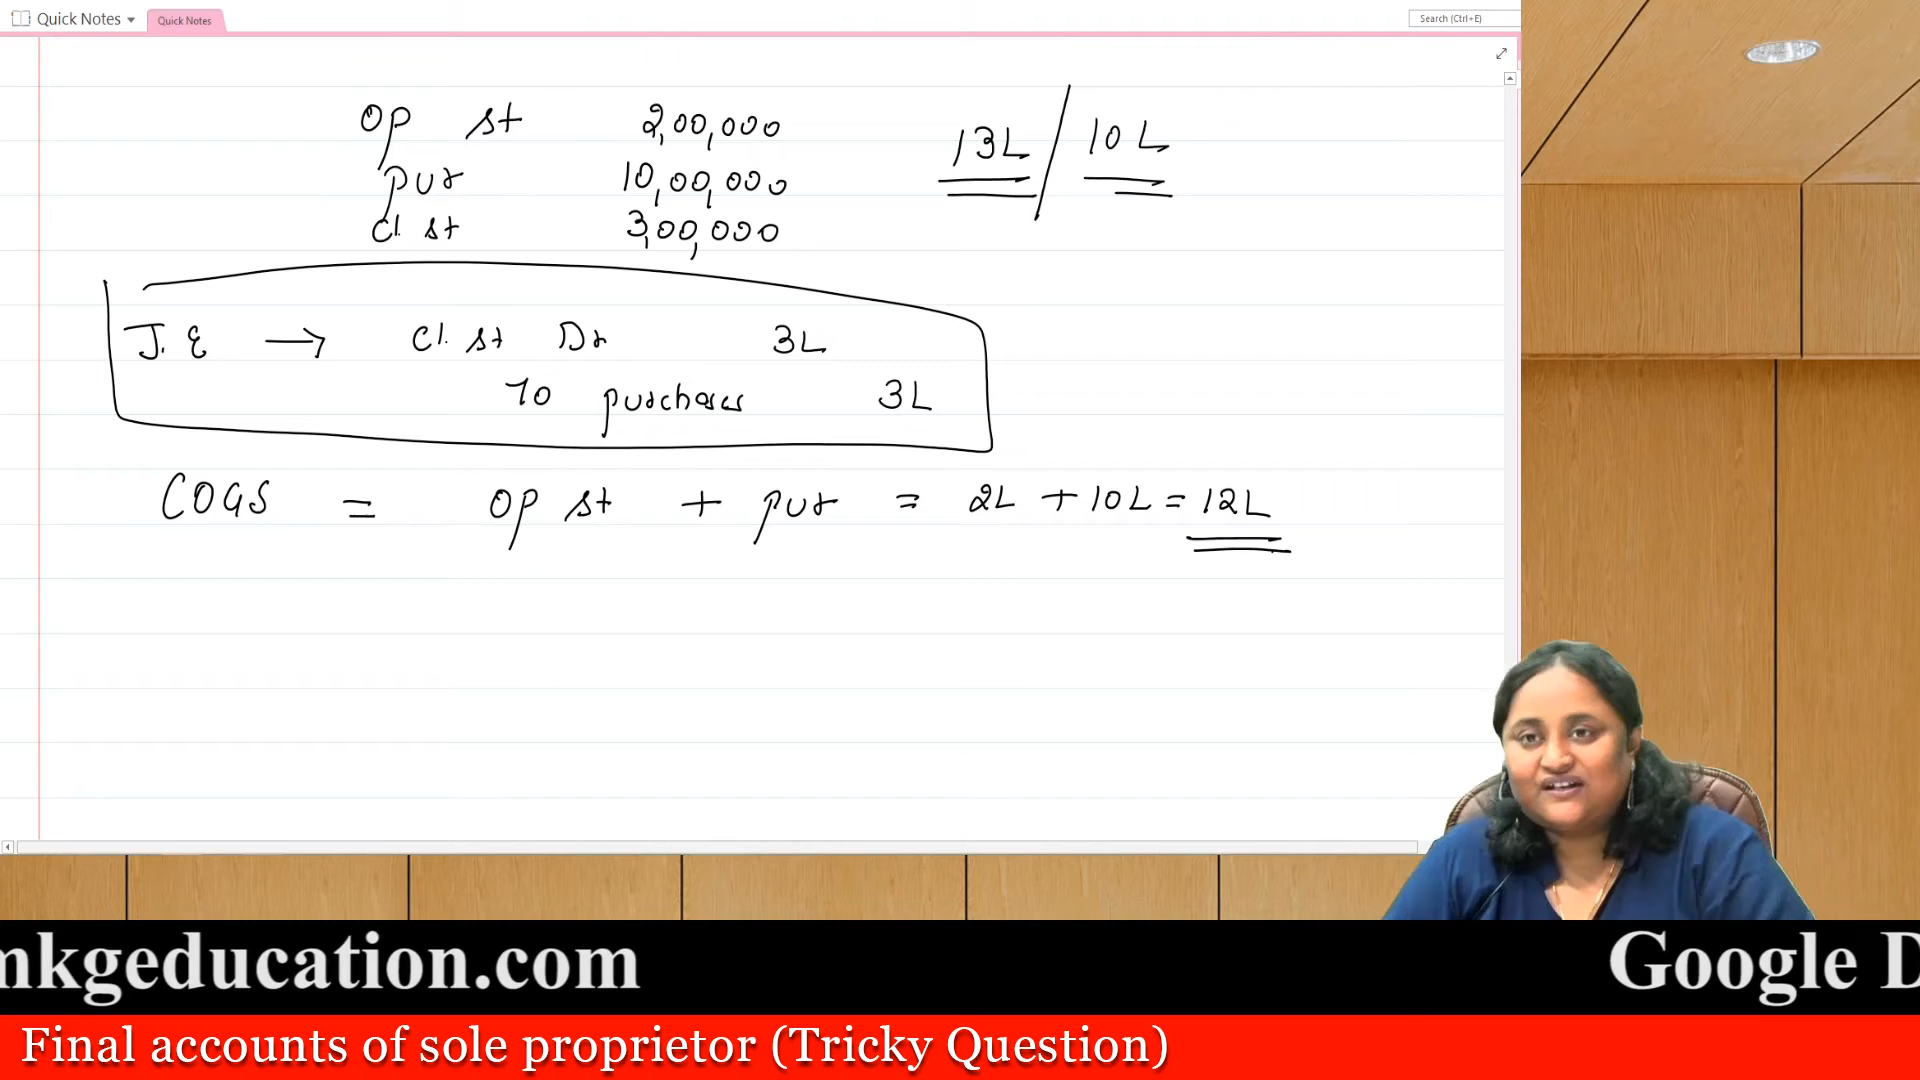 Quick Notes
Quick Notes
Search (Ctrl+E)
Op st 2,00,000
pur 10,00,000
Cl. st 3,00,000
13L / 10L
J.E → Cl. st Dr 3L
To purchases 3L
COGS = Op st + pur = 2L + 10L = 12L
mkgeducation.com
Google D
Final accounts of sole proprietor (Tricky Question)